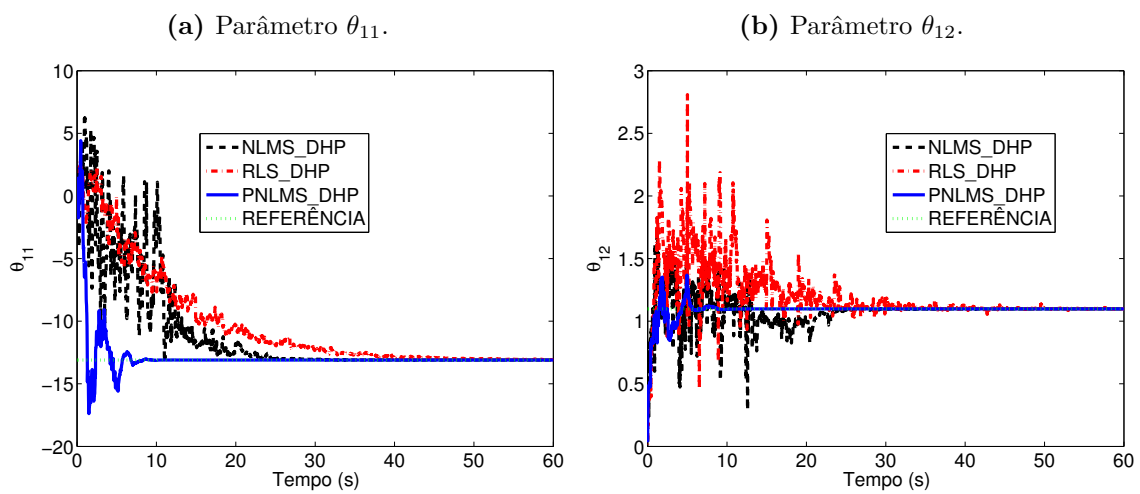 (a) Parâmetro θ11.
10
5
0
−5
−10
−15
−20
θ11
NLMS_DHP
RLS_DHP
PNLMS_DHP
REFERÊNCIA
0 10 20 30 40 50 60
Tempo (s)
(b) Parâmetro θ12.
3
2.5
2
1.5
1
0.5
0
θ12
NLMS_DHP
RLS_DHP
PNLMS_DHP
REFERÊNCIA
0 10 20 30 40 50 60
Tempo (s)